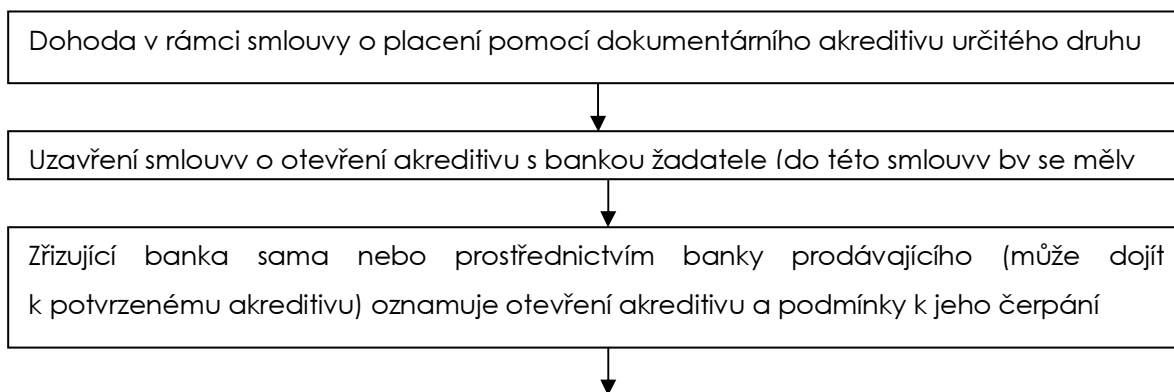 Dohoda v rámci smlouvy o placení pomocí dokumentárního akreditivu určitého druhu
Uzavření smlouvy o otevření akreditivu s bankou žadatele (do této smlouvy by se měly
Zřizující banka sama nebo prostřednictvím banky prodávajícího (může dojít
k potvrzenému akreditivu) oznamuje otevření akreditivu a podmínky k jeho čerpání